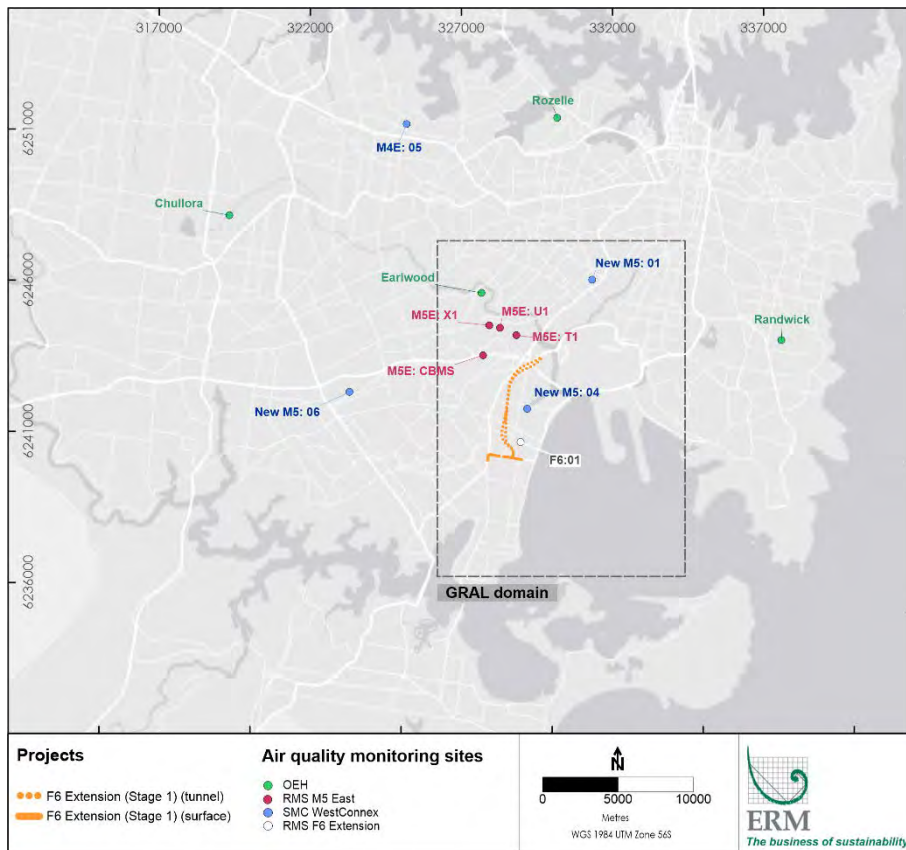 317000
322000
327000
332000
337000
6251000
6246000
6241000
6236000
Rozelle
M4E: 05
Chullora
New M5: 01
Earlwood
M5E: U1
M5E: X1
Randwick
M5E: T1
M5E: CBMS
New M5: 04
New M5: 06
F6:01
GRAL domain
Projects
F6 Extension (Stage 1) (tunnel)
F6 Extension (Stage 1) (surface)
Air quality monitoring sites
OEH
RMS M5 East
SMC WestConnex
RMS F6 Extension
N
0 5000 10000
Metres
WGS 1984 UTM Zone 56S
ERM
The business of sustainability